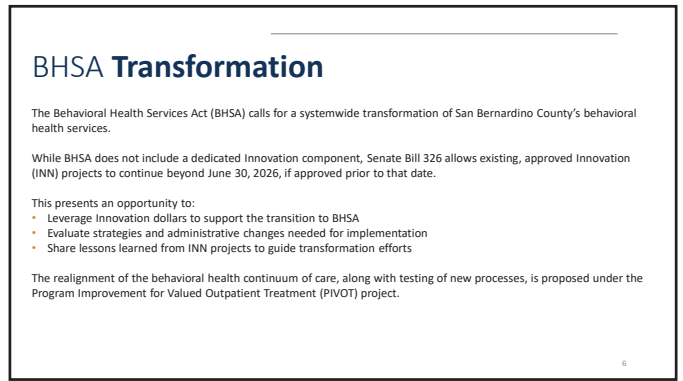 BHSA Transformation
The Behavioral Health Services Act (BHSA) calls for a systemwide transformation of San Bernardino County's behavioral
health services.
While BHSA does not include a dedicated Innovation component, Senate Bill 326 allows existing, approved Innovation
(INN) projects to continue beyond June 30, 2026, if approved prior to that date.
This presents an opportunity to:
• Leverage Innovation dollars to support the transition to BHSA
• Evaluate strategies and administrative changes needed for implementation
• Share lessons learned from INN projects to guide transformation efforts
The realignment of the behavioral health continuum of care, along with testing of new processes, is proposed under the
Program Improvement for Valued Outpatient Treatment (PIVOT) project.
6